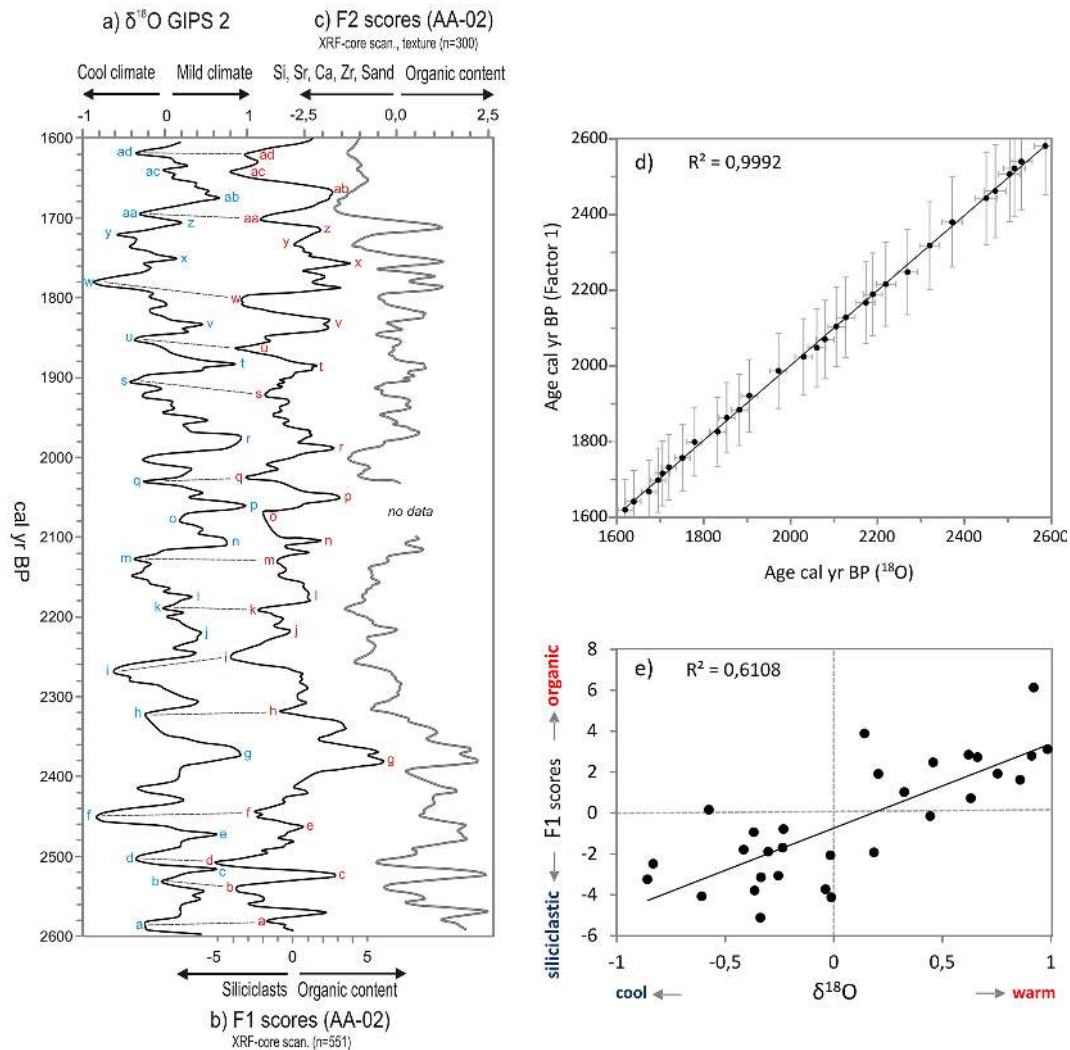 a) δ¹⁸O GIPS 2
c) F2 scores (AA-02)
XRF-core scan., texture (n=300)
Cool climate
Mild climate
Si, Sr, Ca, Zr, Sand
Organic content
-1
0
1
-2,5
0,0
2,5
1600
1700
1800
1900
2000
2100
2200
2300
2400
2500
2600
cal yr BP
ad
ac
ab
aa
z
y
x
w
v
u
t
s
r
q
p
o
n
m
l
k
j
i
h
g
f
e
d
c
b
a
ad
ac
ab
aa
z
y
x
w
v
u
t
s
r
q
p
o
n
m
l
k
j
i
h
g
f
e
d
c
b
a
no data
-5
0
5
Siliciclasts
Organic content
b) F1 scores (AA-02)
XRF-core scan. (n=551)
d)
R² = 0,9992
2600
2400
2200
2000
1800
1600
Age cal yr BP (Factor 1)
1600
1800
2000
2200
2400
2600
Age cal yr BP (¹⁸O)
e)
R² = 0,6108
8
6
4
2
0
-2
-4
-6
siliciclastic
F1 scores
organic
-1
-0,5
0
0,5
1
cool
δ¹⁸O
warm